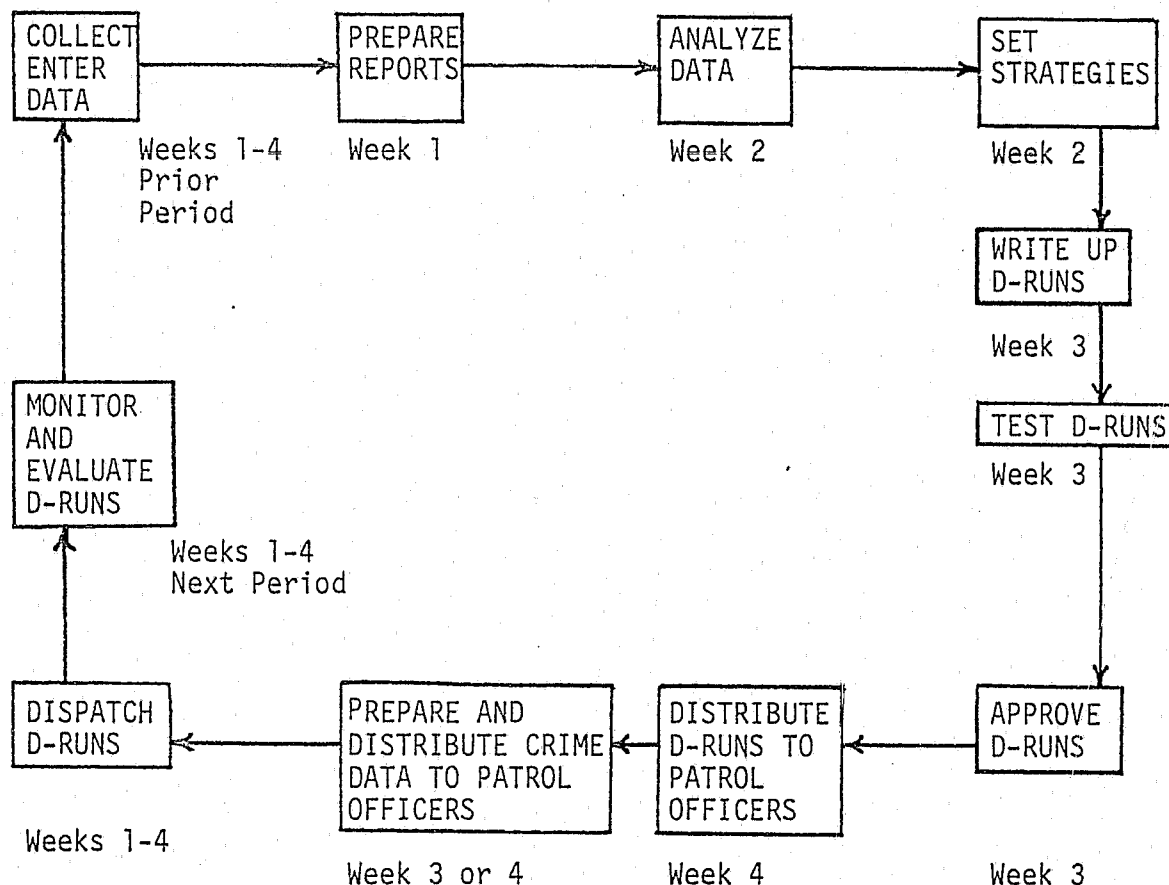 COLLECT
ENTER
DATA
Weeks 1-4
Prior
Period
PREPARE
REPORTS
Week 1
ANALYZE
DATA
Week 2
SET
STRATEGIES
Week 2
WRITE UP
D-RUNS
Week 3
TEST D-RUNS
Week 3
APPROVE
D-RUNS
Week 3
DISTRIBUTE
D-RUNS TO
PATROL
OFFICERS
Week 4
PREPARE AND
DISTRIBUTE CRIME
DATA TO PATROL
OFFICERS
Week 3 or 4
DISPATCH
D-RUNS
Weeks 1-4
MONITOR
AND
EVALUATE
D-RUNS
Weeks 1-4
Next Period